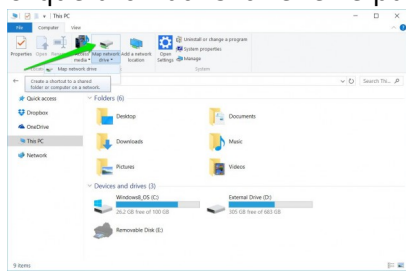 This PC
File Computer View
Properties Open media Map network drive Add a network location Open Settings Uninstall or change a program
System properties
Manage
Map network drive System
Create a shortcut to a shared
folder or computer on a network.
Search Thi...
Quick access
Dropbox
OneDrive
This PC
Network
Folders (6)
Desktop Documents
Downloads Music
Pictures Videos
Devices and drives (3)
Windows8_OS (C:) External Drive (D:)
26.2 GB free of 100 GB 305 GB free of 683 GB
Removable Disk (E:)
9 items